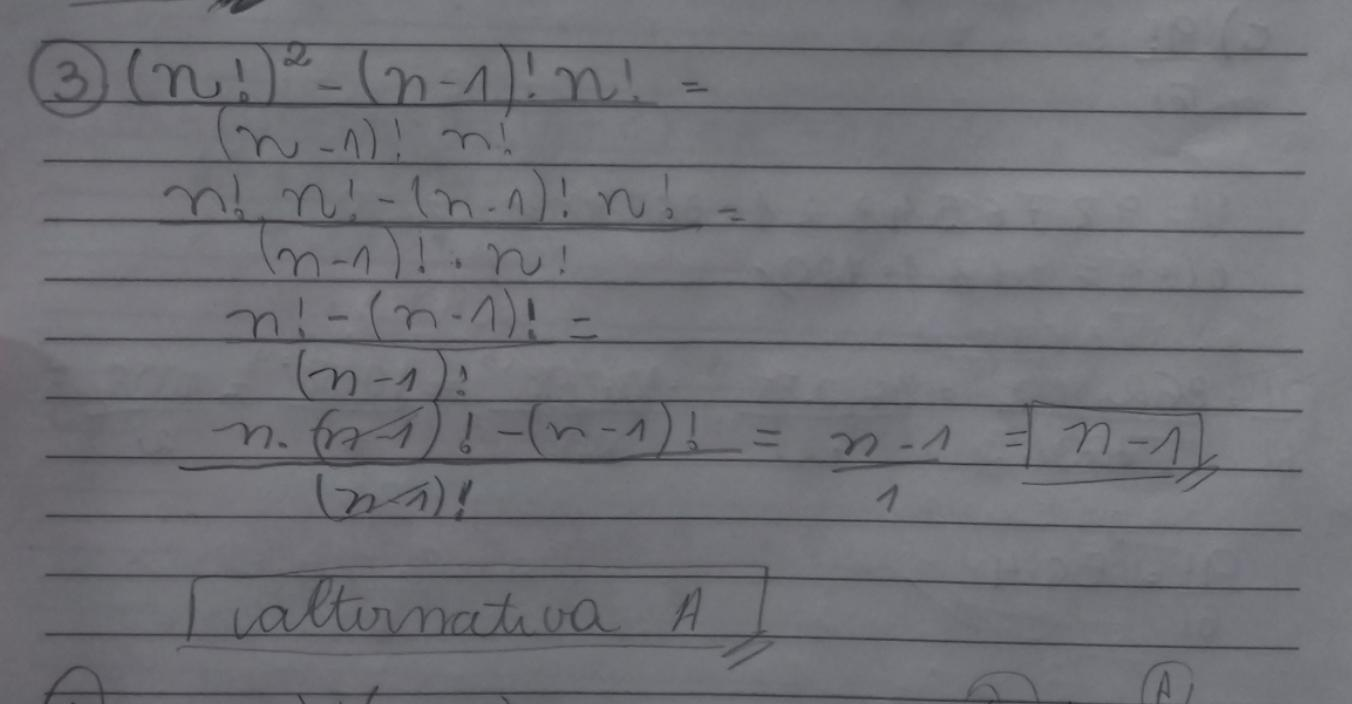 ③ (n!)² - (n-1)! n! =
(n-1)! n!
n! n! - (n-1)! n! =
(n-1)! . n!
n! - (n-1)! =
(n-1)!
n. (n-1)! - (n-1)! = n-1 = n-1
(n-1)! 1
alternativa A
A